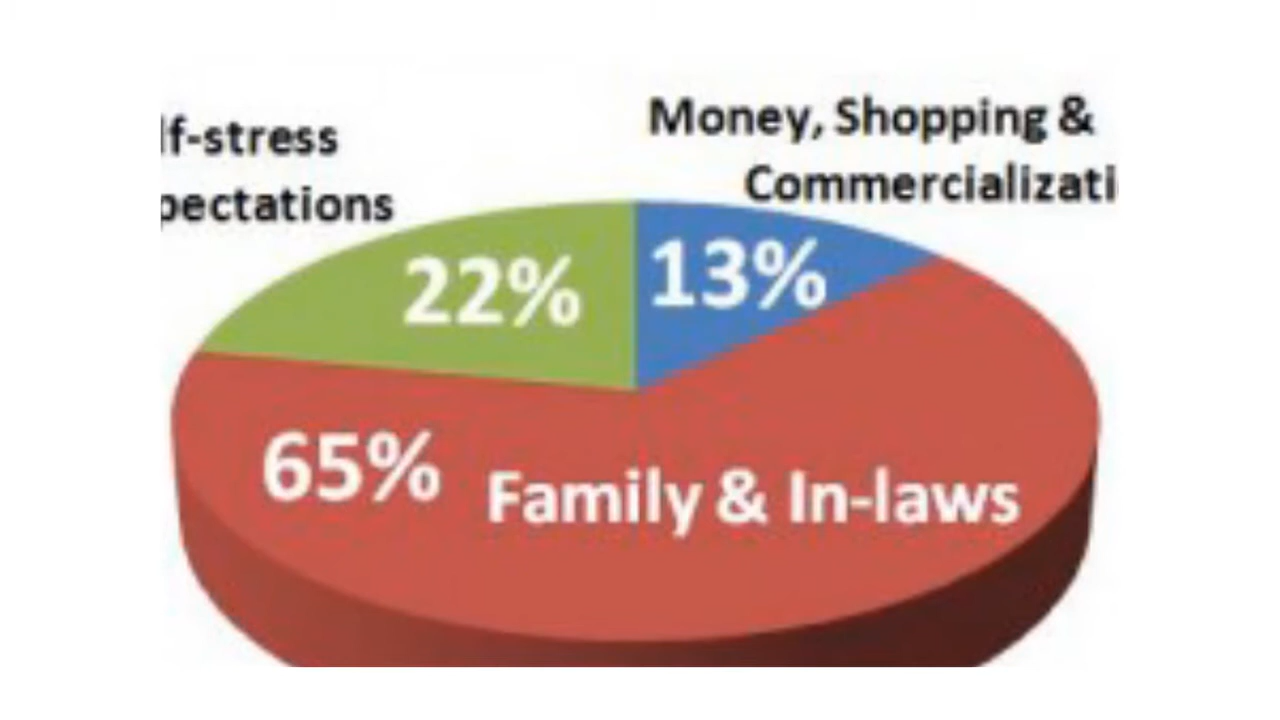 lf-stress
pectations
Money, Shopping &
Commercializati
22%
13%
65%
Family & In-laws